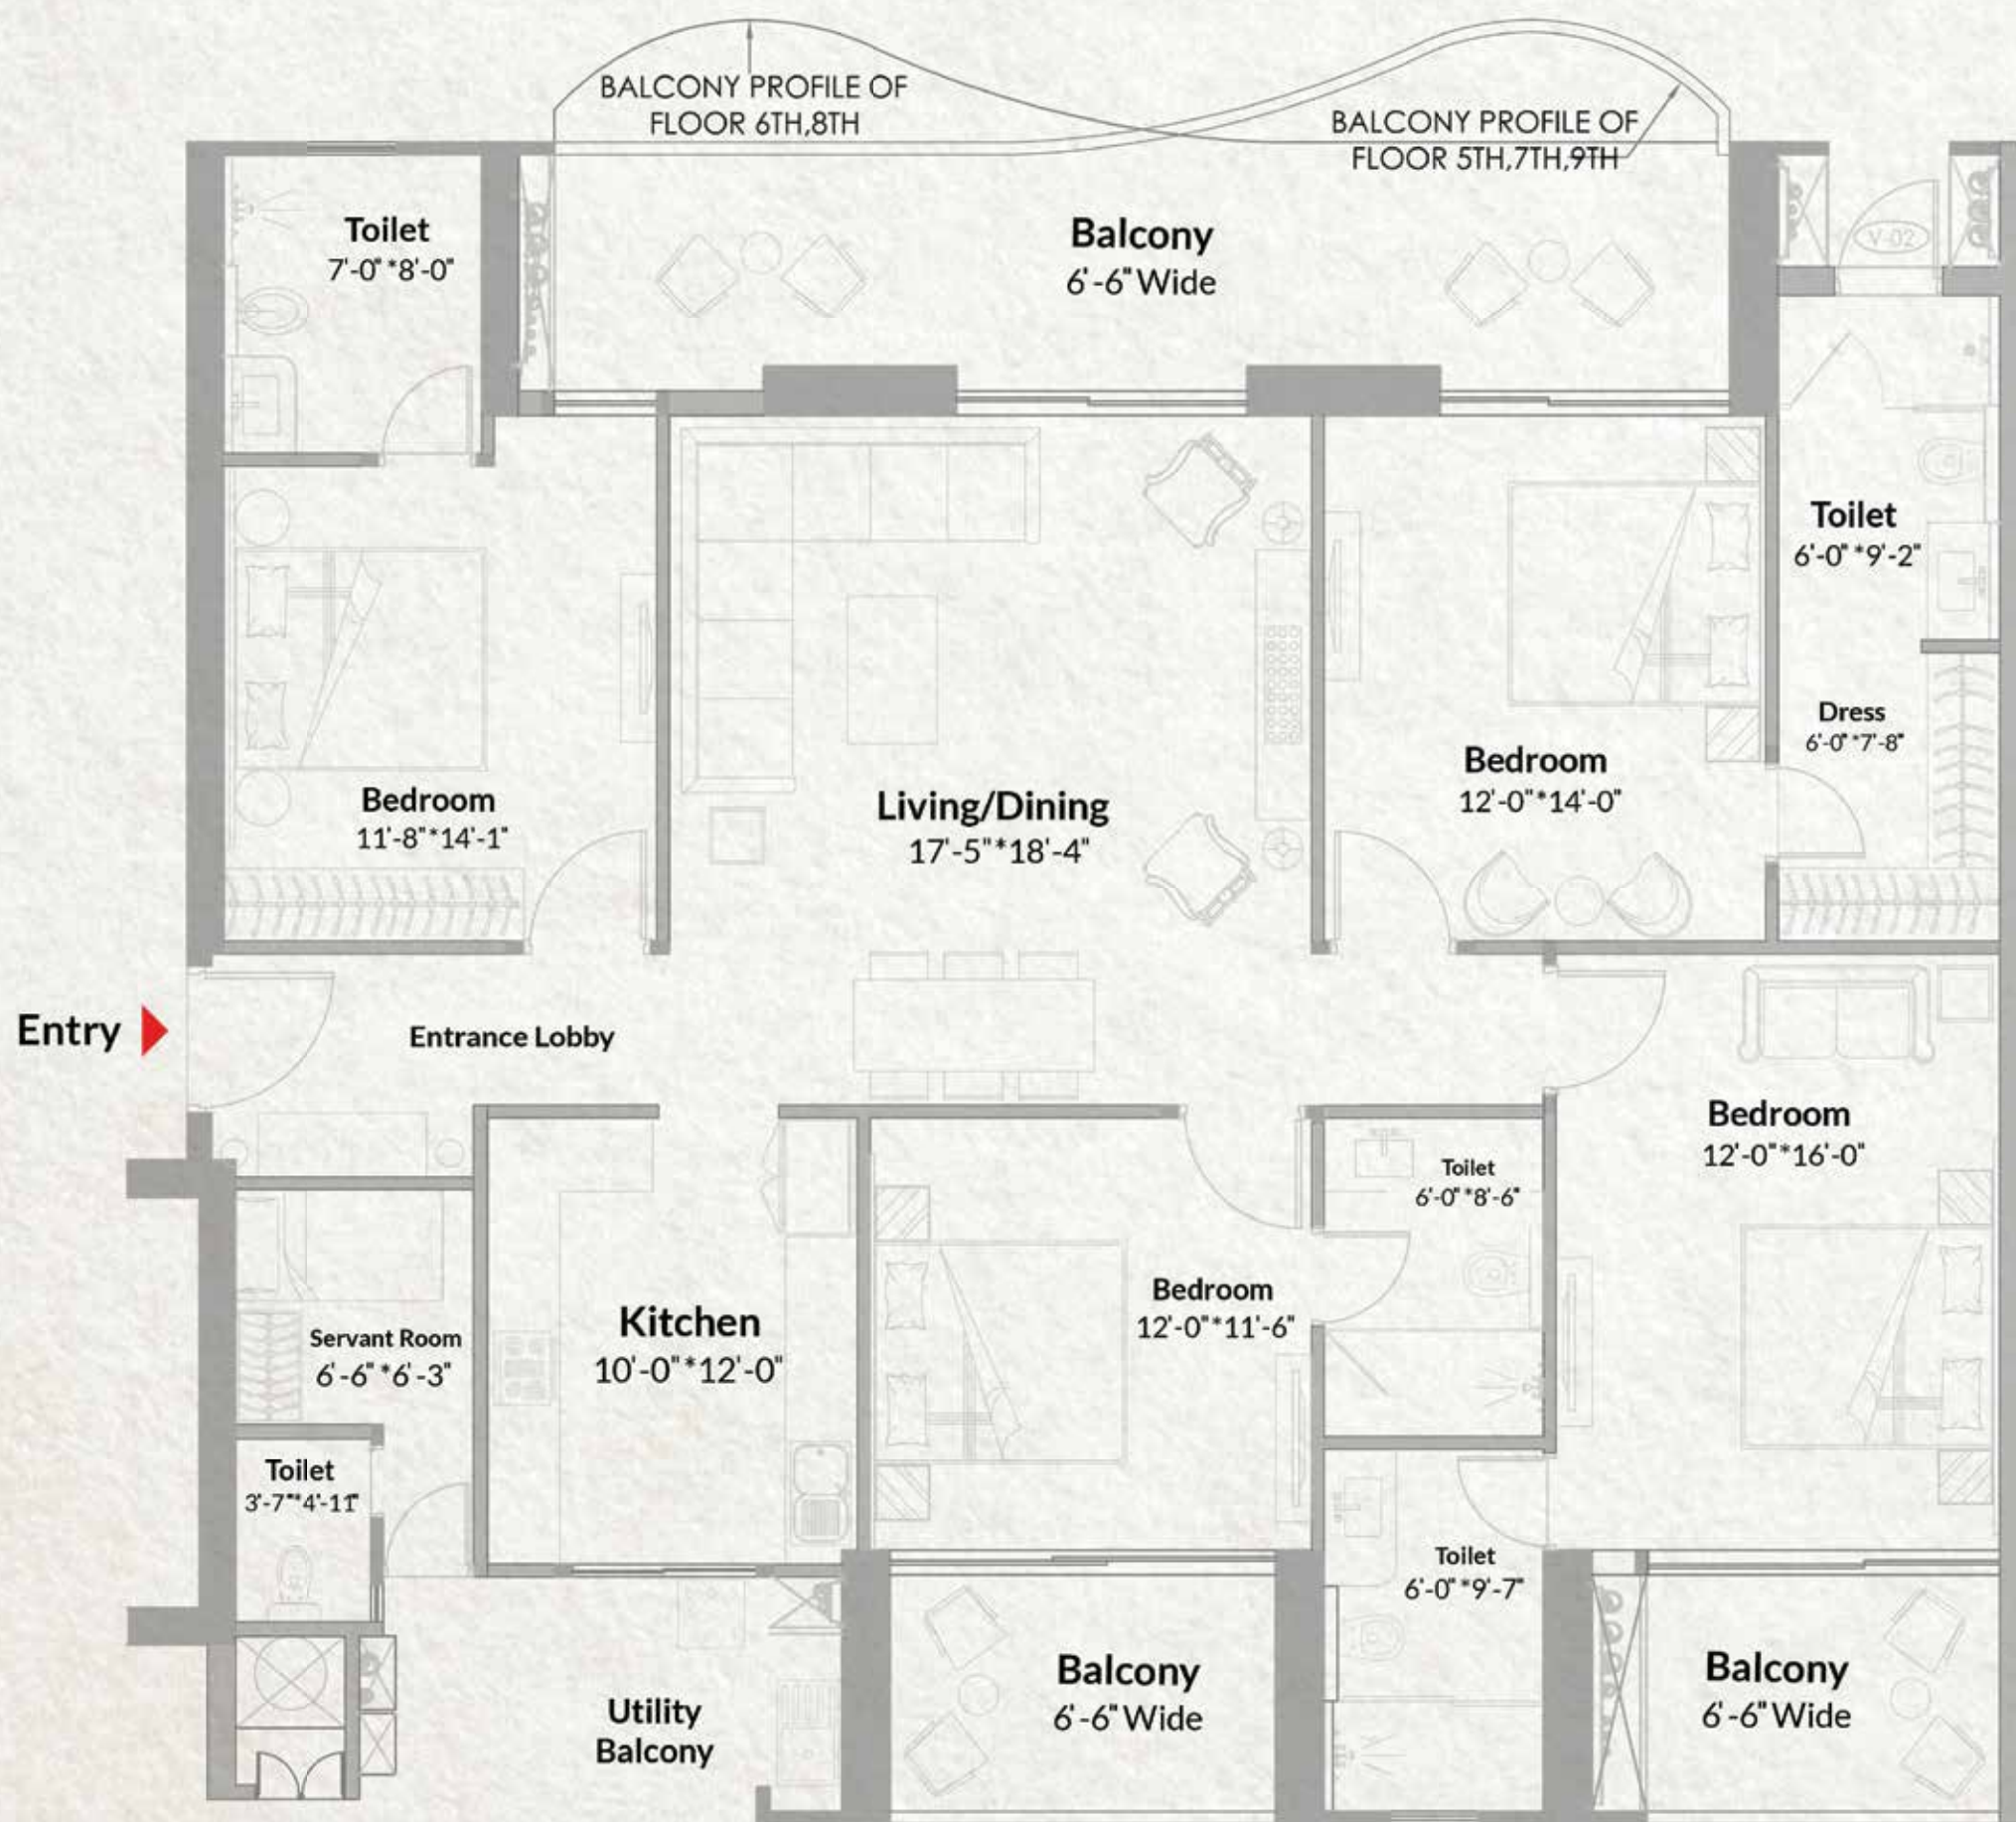 BALCONY PROFILE OF
FLOOR 6TH,8TH
BALCONY PROFILE OF
FLOOR 5TH,7TH,9TH
Toilet
7'-0"*8'-0"
Balcony
6'-6" Wide
V-02
Toilet
6'-0"*9'-2"
Dress
6'-0"*7'-8"
Bedroom
12'-0"*14'-0"
Bedroom
11'-8"*14'-1"
Living/Dining
17'-5"*18'-4"
Entry
Entrance Lobby
Bedroom
12'-0"*16'-0"
Toilet
6'-0"*8'-6"
Bedroom
12'-0"*11'-6"
Kitchen
10'-0"*12'-0"
Servant Room
6'-6"*6'-3"
Toilet
3'-7"*4'-11"
Toilet
6'-0"*9'-7"
Utility
Balcony
Balcony
6'-6" Wide
Balcony
6'-6" Wide